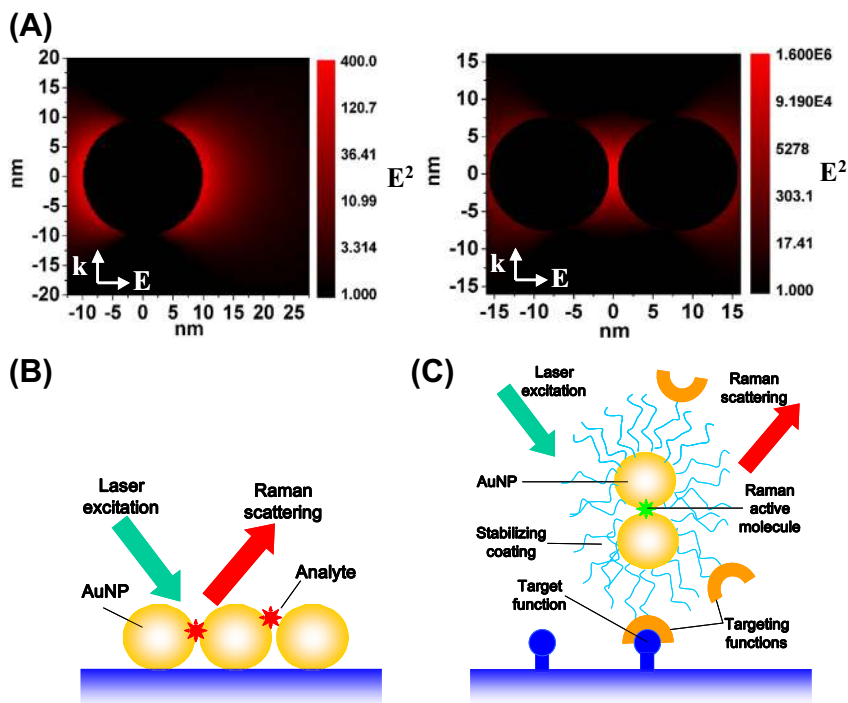 (A)
20
15
10
5
0
-5
-10
-15
-20
nm
-10 -5 0 5 10 15 20 25
nm
k
E
400.0
120.7
36.41
10.99
3.314
1.000
E²
15
10
5
0
-5
-10
-15
nm
-15 -10 -5 0 5 10 15
nm
k
E
1.600E6
9.190E4
5278
303.1
17.41
1.000
E²
(B)
Laser
excitation
Raman
scattering
AuNP
Analyte
(C)
Laser
excitation
Raman
scattering
AuNP
Raman
active
molecule
Stabilizing
coating
Target
function
Targeting
functions